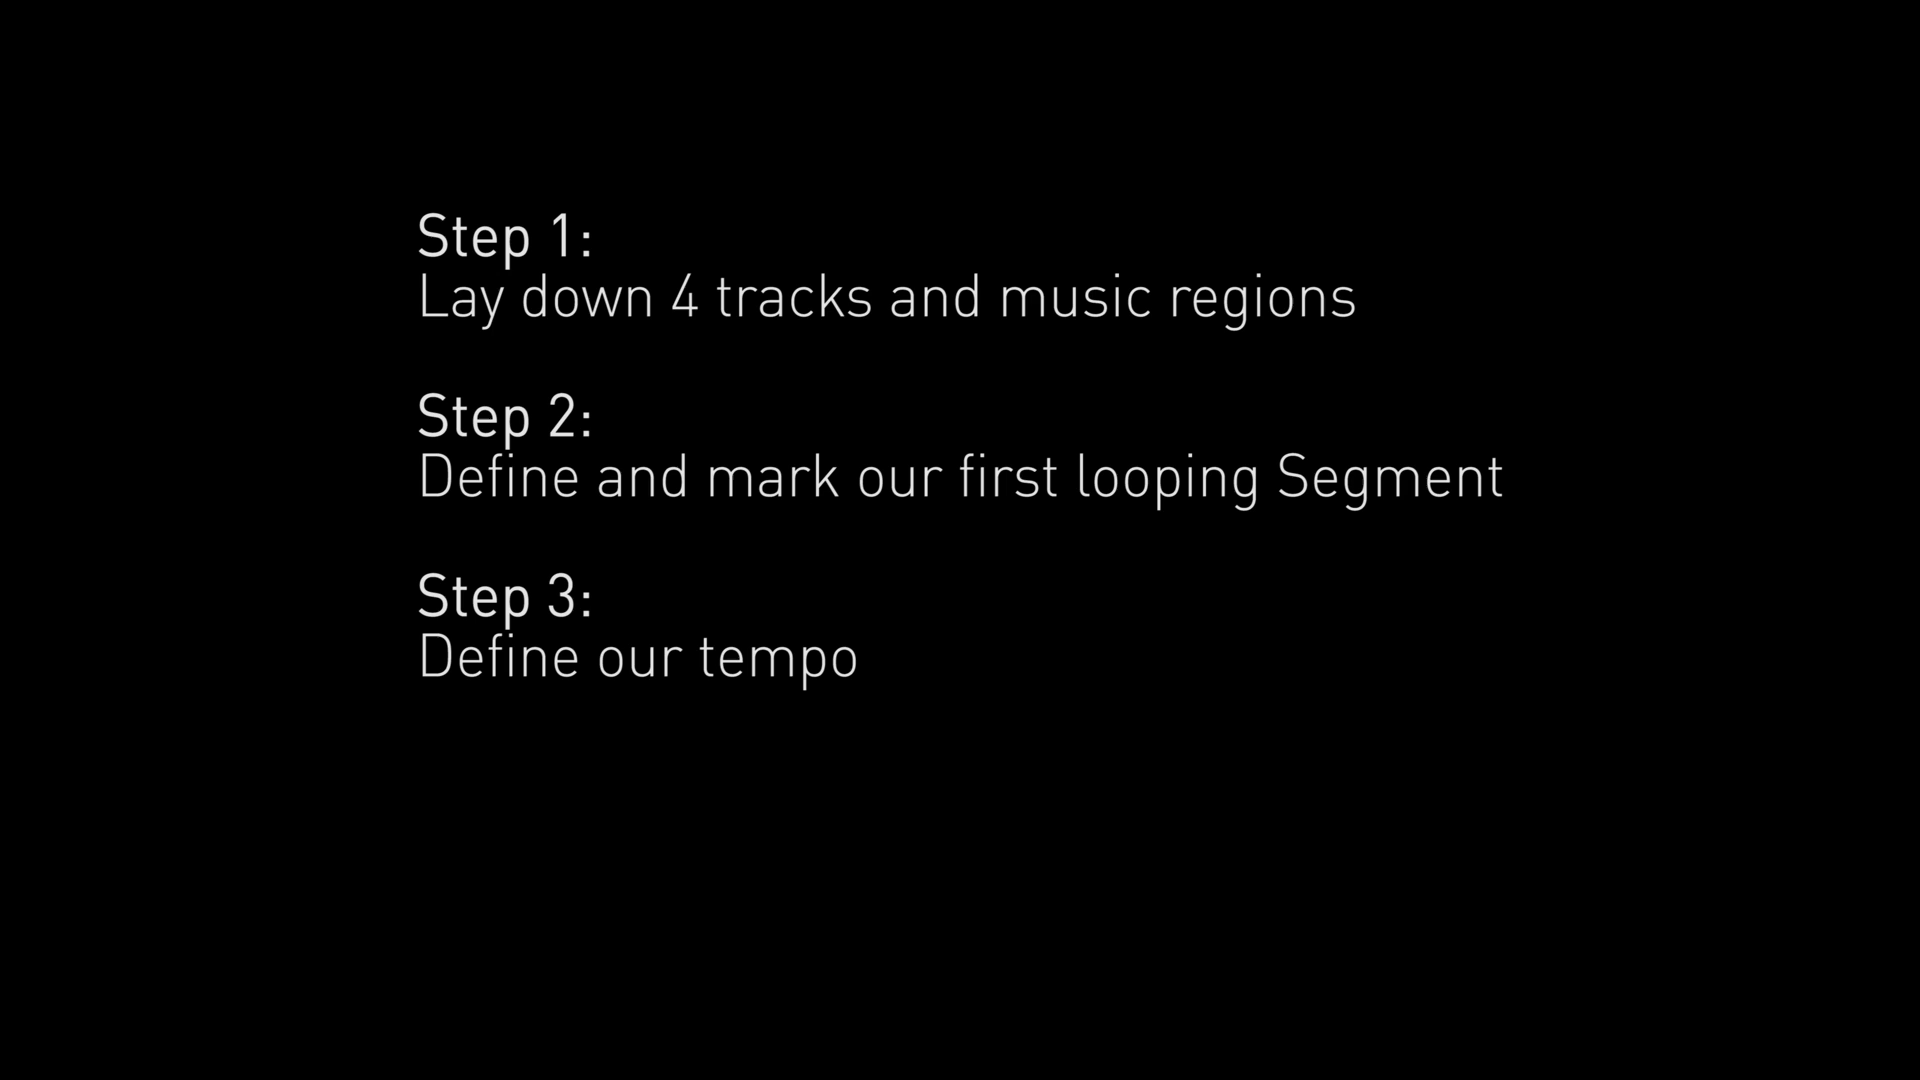 Step 1:
Lay down 4 tracks and music regions
Step 2:
Define and mark our first looping Segment
Step 3:
Define our tempo